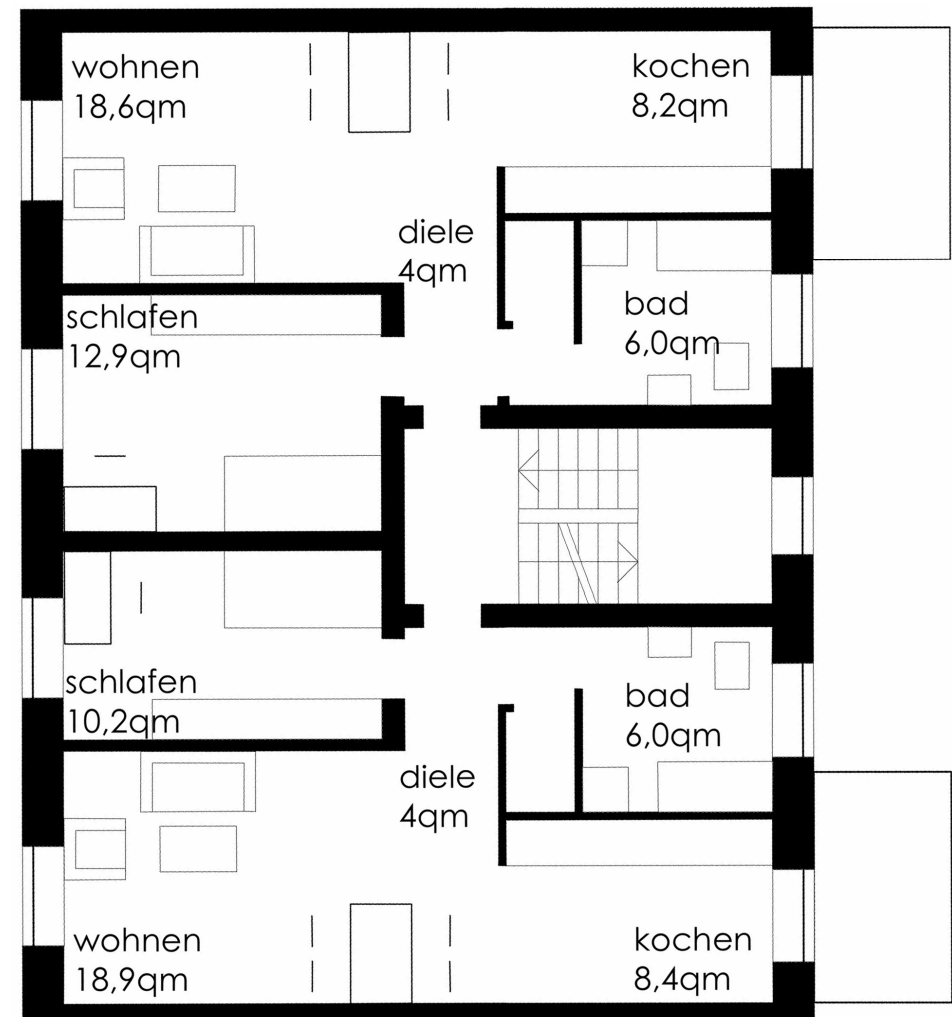 wohnen
18,6qm
kochen
8,2qm
diele
4qm
schlafen
12,9qm
bad
6,0qm
schlafen
10,2qm
bad
6,0qm
diele
4qm
wohnen
18,9qm
kochen
8,4qm